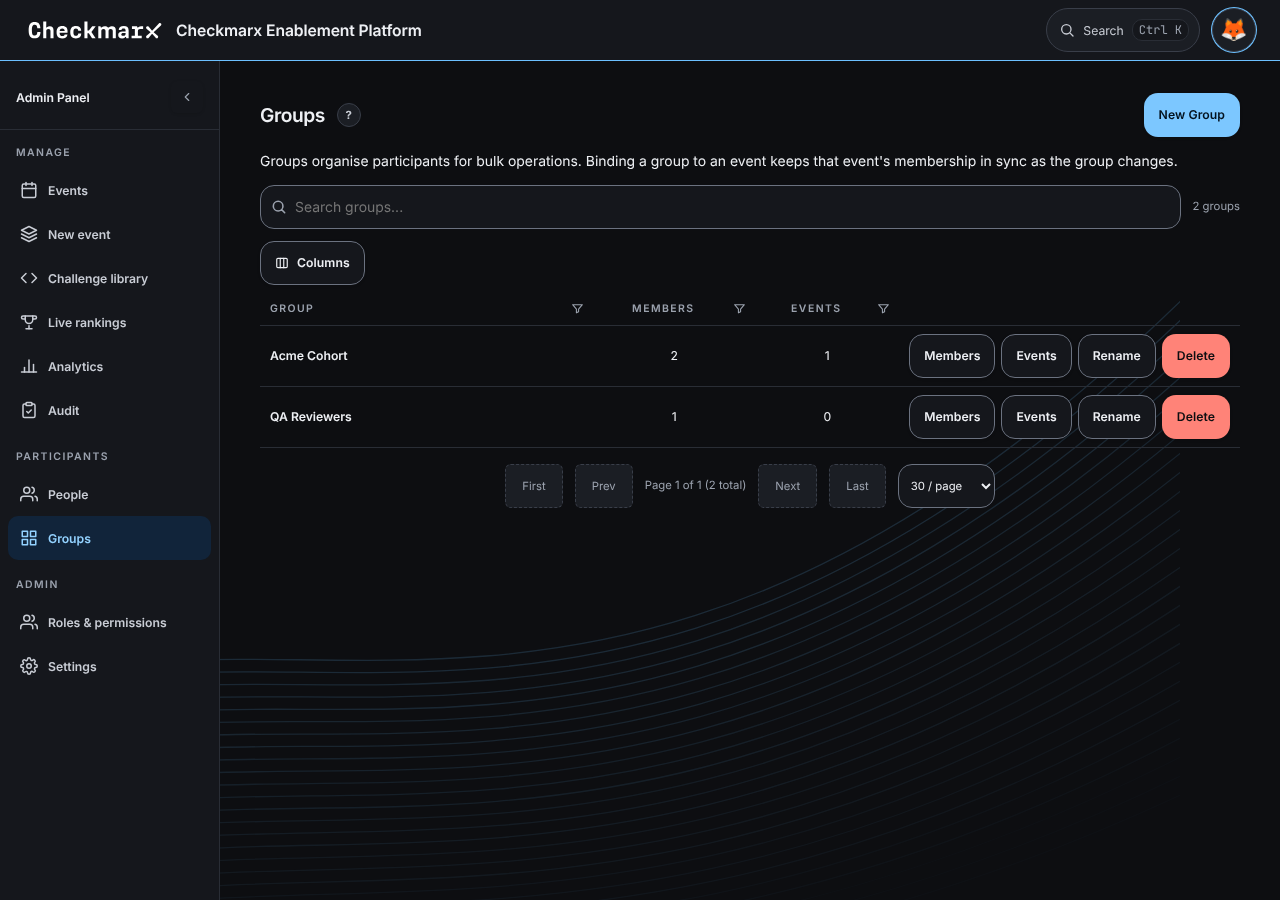 Checkmarx Checkmarx Enablement Platform Search Ctrl K
Admin Panel
MANAGE
Events
New event
Challenge library
Live rankings
Analytics
Audit
PARTICIPANTS
People
Groups
ADMIN
Roles & permissions
Settings
Groups ? New Group
Groups organise participants for bulk operations. Binding a group to an event keeps that event's membership in sync as the group changes.
Search groups... 2 groups
Columns
GROUP MEMBERS EVENTS
Acme Cohort 2 1 Members Events Rename Delete
QA Reviewers 1 0 Members Events Rename Delete
First Prev Page 1 of 1 (2 total) Next Last 30 / page